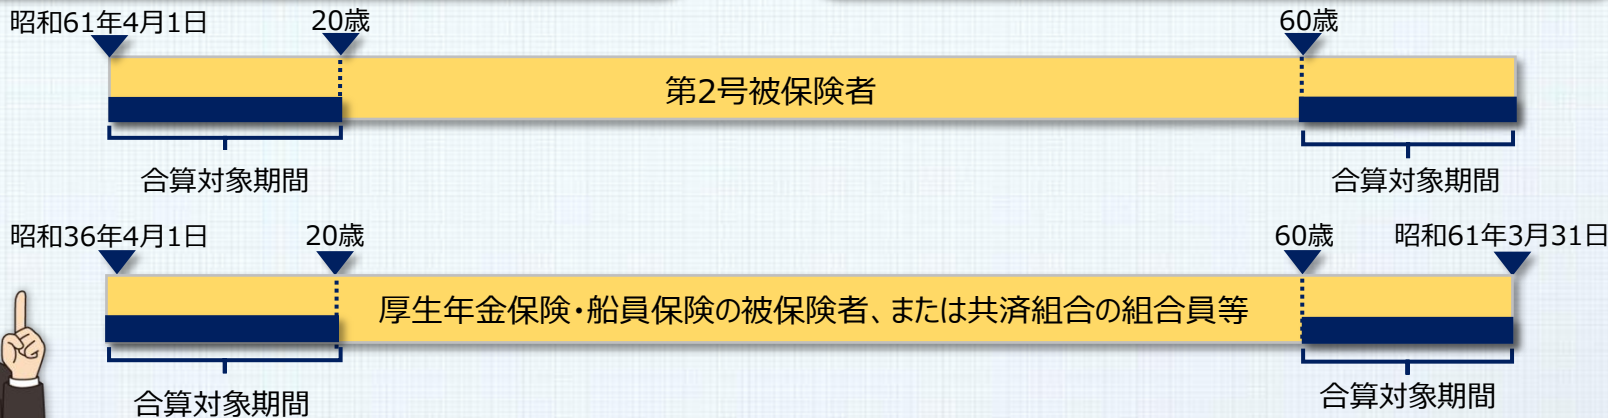 昭和61年4月1日
20歳
60歳
第2号被保険者
合算対象期間
合算対象期間
昭和36年4月1日
20歳
60歳
昭和61年3月31日
厚生年金保険・船員保険の被保険者、または共済組合の組合員等
合算対象期間
合算対象期間